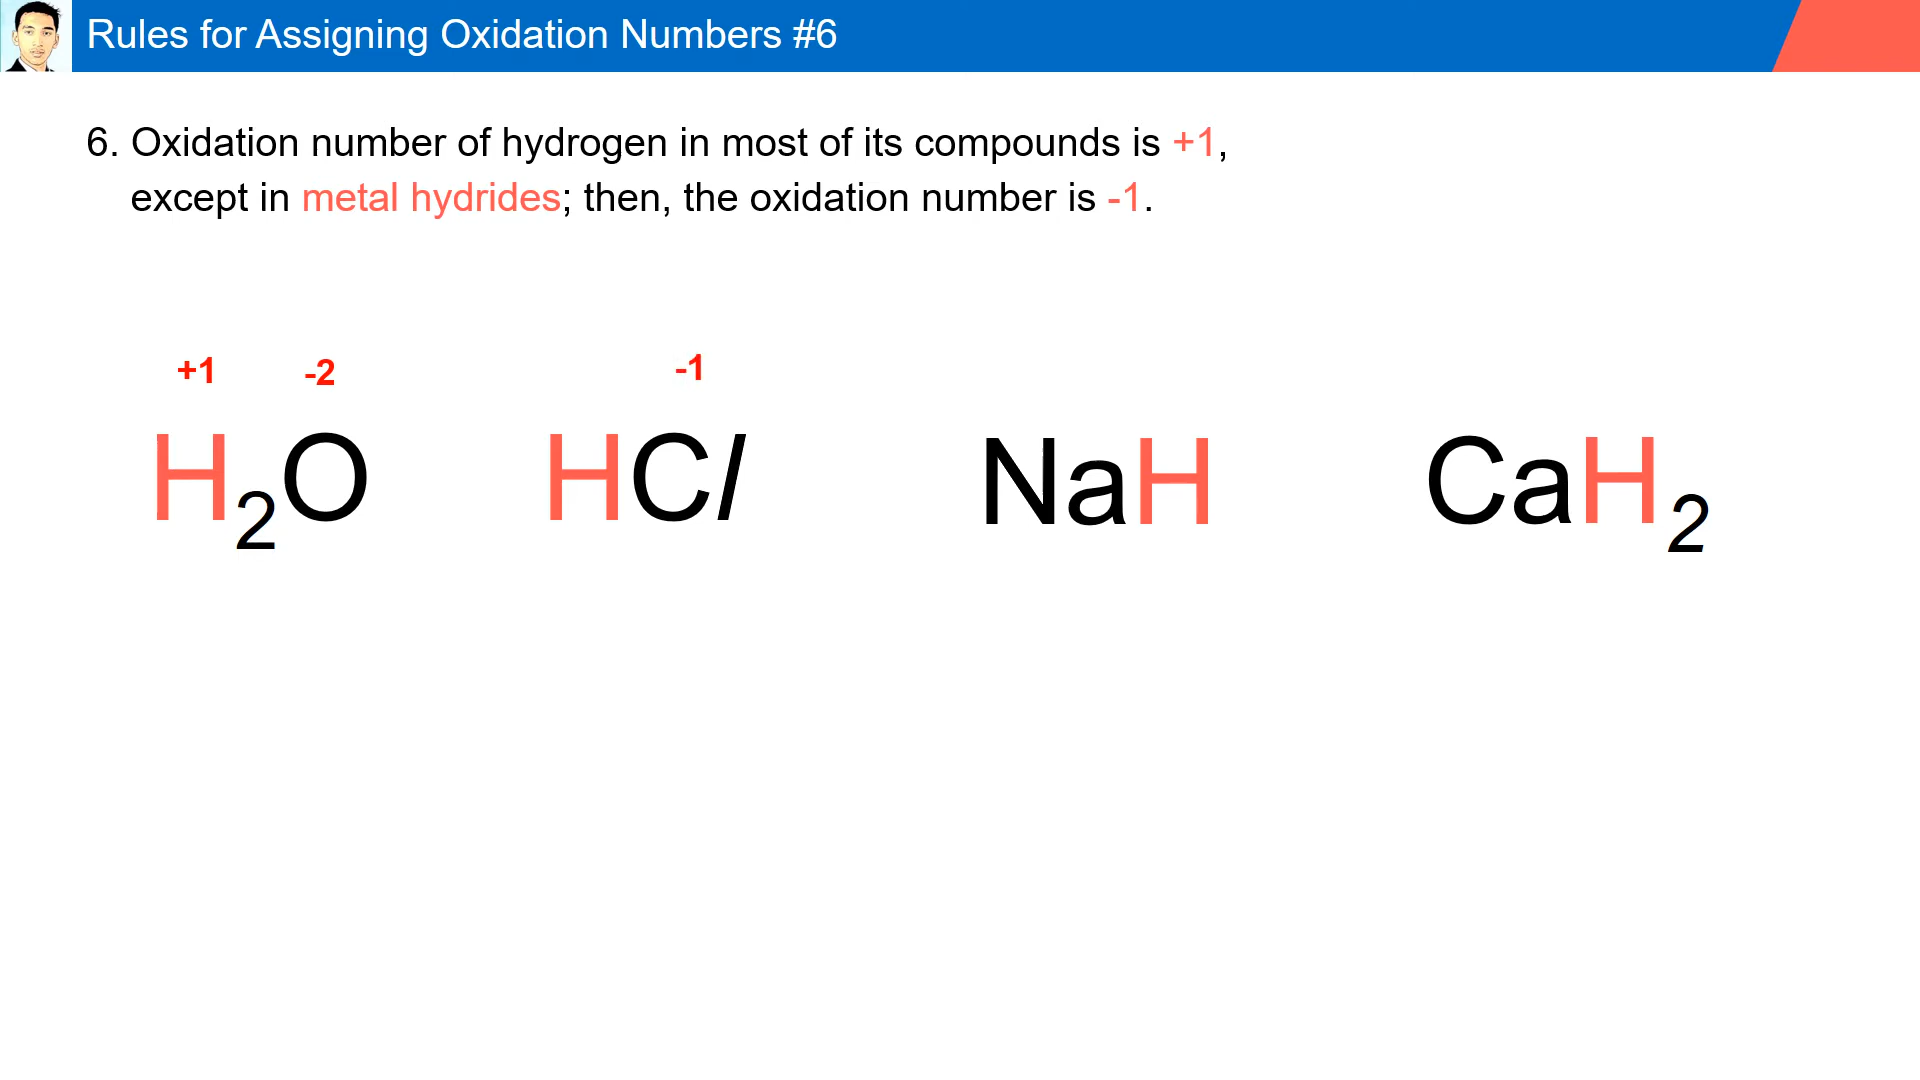 Rules for Assigning Oxidation Numbers #6
6. Oxidation number of hydrogen in most of its compounds is +1,
except in metal hydrides; then, the oxidation number is -1.
+1 -2 -1
H₂O HCl NaH CaH₂